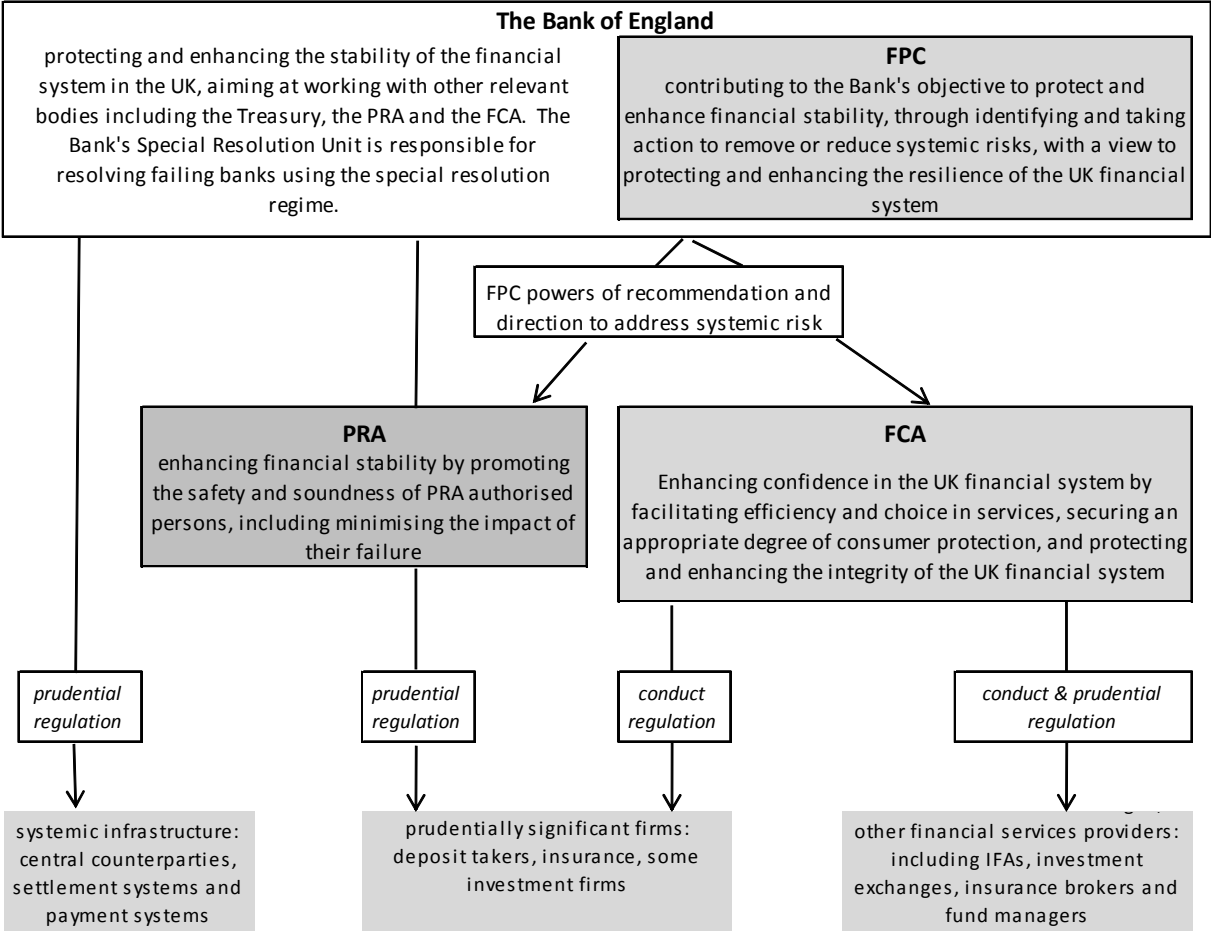 The Bank of England
protecting and enhancing the stability of the financial
system in the UK, aiming at working with other relevant
bodies including the Treasury, the PRA and the FCA. The
Bank's Special Resolution Unit is responsible for
resolving failing banks using the special resolution
regime.
FPC
contributing to the Bank's objective to protect and
enhance financial stability, through identifying and taking
action to remove or reduce systemic risks, with a view to
protecting and enhancing the resilience of the UK financial
system
FPC powers of recommendation and
direction to address systemic risk
PRA
enhancing financial stability by promoting
the safety and soundness of PRA authorised
persons, including minimising the impact of
their failure
FCA
Enhancing confidence in the UK financial system by
facilitating efficiency and choice in services, securing an
appropriate degree of consumer protection, and protecting
and enhancing the integrity of the UK financial system
prudential
regulation
prudential
regulation
conduct
regulation
conduct & prudential
regulation
systemic infrastructure:
central counterparties,
settlement systems and
payment systems
prudentially significant firms:
deposit takers, insurance, some
investment firms
other financial services providers:
including IFAs, investment
exchanges, insurance brokers and
fund managers